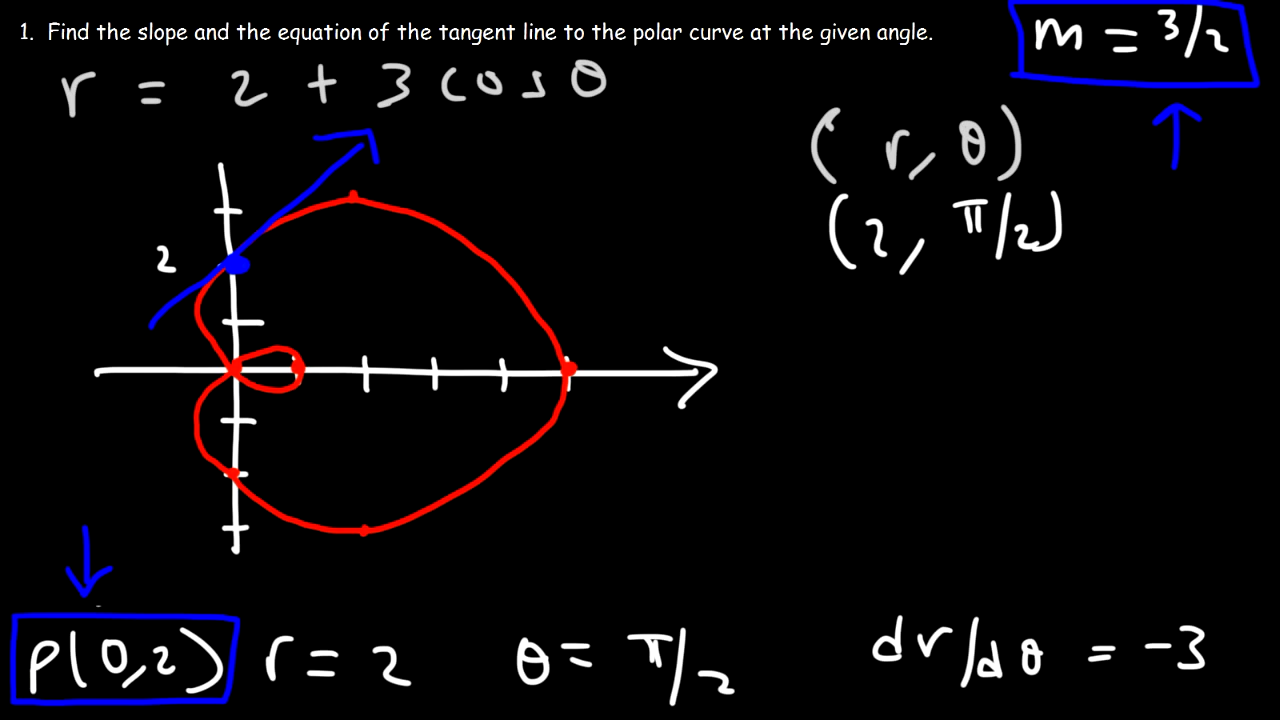 1. Find the slope and the equation of the tangent line to the polar curve at the given angle.
m = 3/2
r = 2 + 3 cos θ
(r, θ)
(2, π/2)
2
P(0,2) r = 2 θ = π/2 dr/dθ = -3